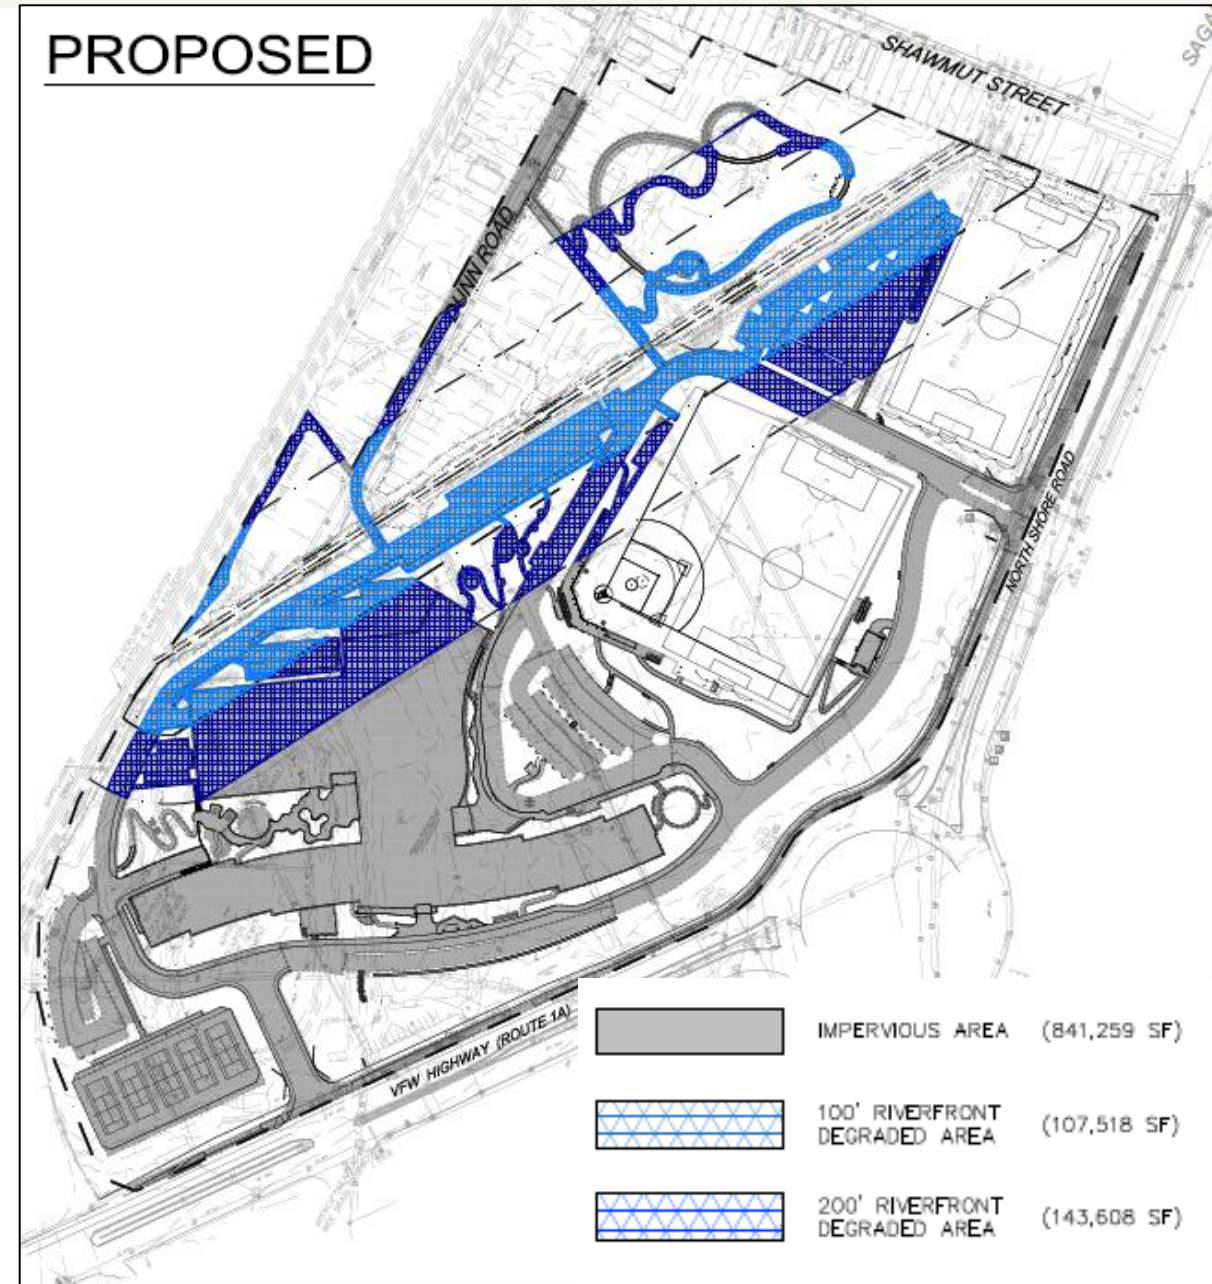 PROPOSED
SHAWMUT STREET
DUNN ROAD
NORTH SHORE ROAD
VFW HIGHWAY (ROUTE 1A)
IMPERVIOUS AREA (841,259 SF)
100' RIVERFRONT
DEGRADED AREA (107,518 SF)
200' RIVERFRONT
DEGRADED AREA (143,608 SF)